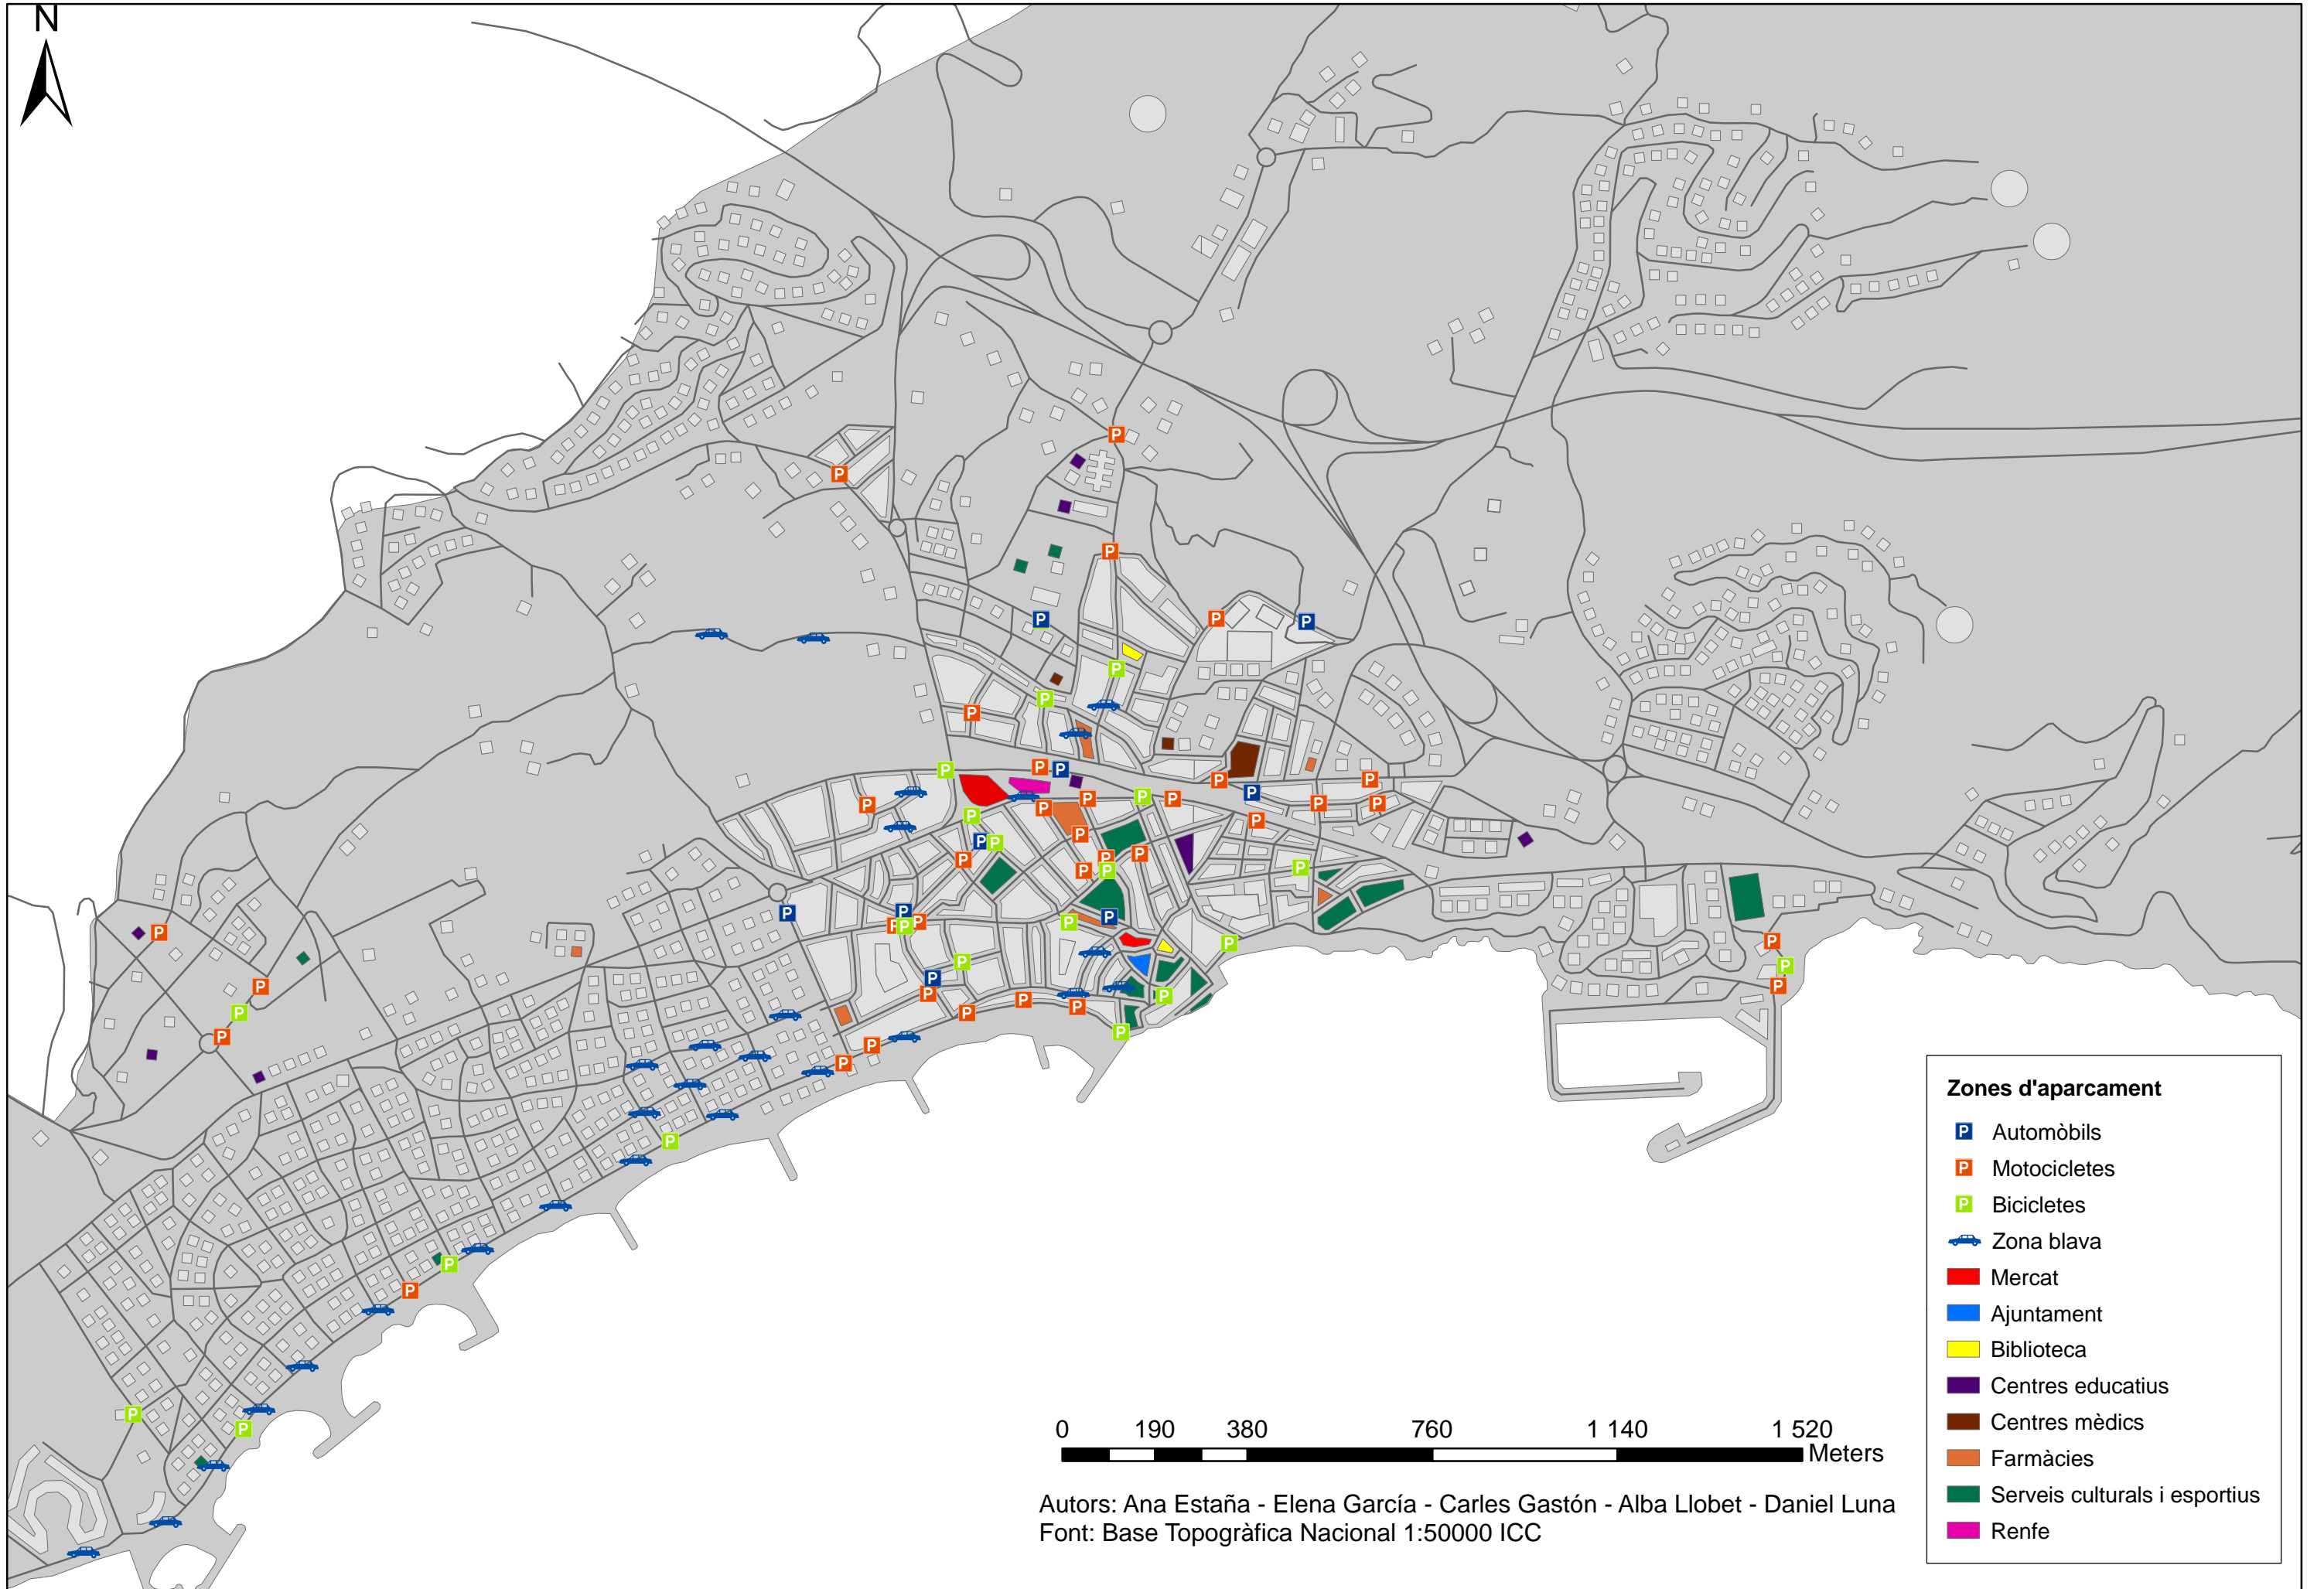 N
Zones d'aparcament
P Automòbils
P Motocicletes
P Bicicletes
Zona blava
Mercat
Ajuntament
Biblioteca
Centres educatius
Centres mèdics
Farmàcies
Serveis culturals i esportius
Renfe
0 190 380 760 1 140 1 520
Meters
Autors: Ana Estaña - Elena García - Carles Gastón - Alba Llobet - Daniel Luna
Font: Base Topogràfica Nacional 1:50000 ICC